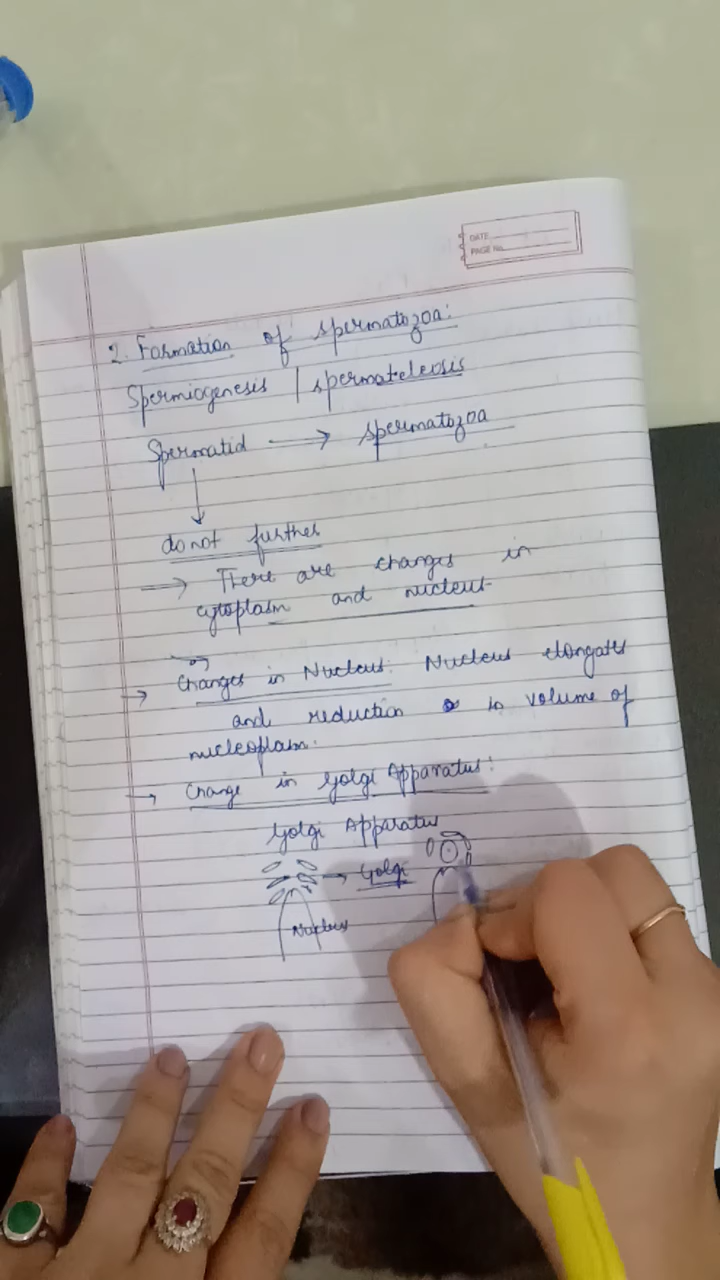 DATE
PAGE No.
2. Formation of spermatozoa:
Spermiogenesis / spermateleosis
Spermatid → spermatozoa
↓
do not further
→ There are changes in
cytoplasm and nucleus
→ Changes in Nucleus: Nucleus elongates
and reduction in volume of
nucleoplasm.
→ Change in Golgi Apparatus:
Golgi Apparatus
→ Golgi
Nucleus